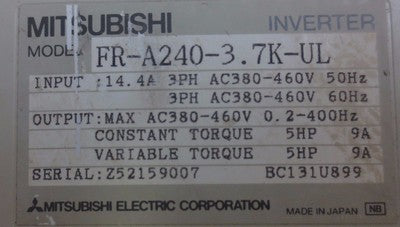 MITSUBISHI INVERTER
MODEL FR-A240-3.7K-UL
INPUT :14.4A 3PH AC380-460V 50Hz
3PH AC380-460V 60Hz
OUTPUT:MAX AC380-460V 0.2-400Hz
CONSTANT TORQUE 5HP 9A
VARIABLE TORQUE 5HP 9A
SERIAL:Z52159007 BC131U899
MITSUBISHI ELECTRIC CORPORATION MADE IN JAPAN NB